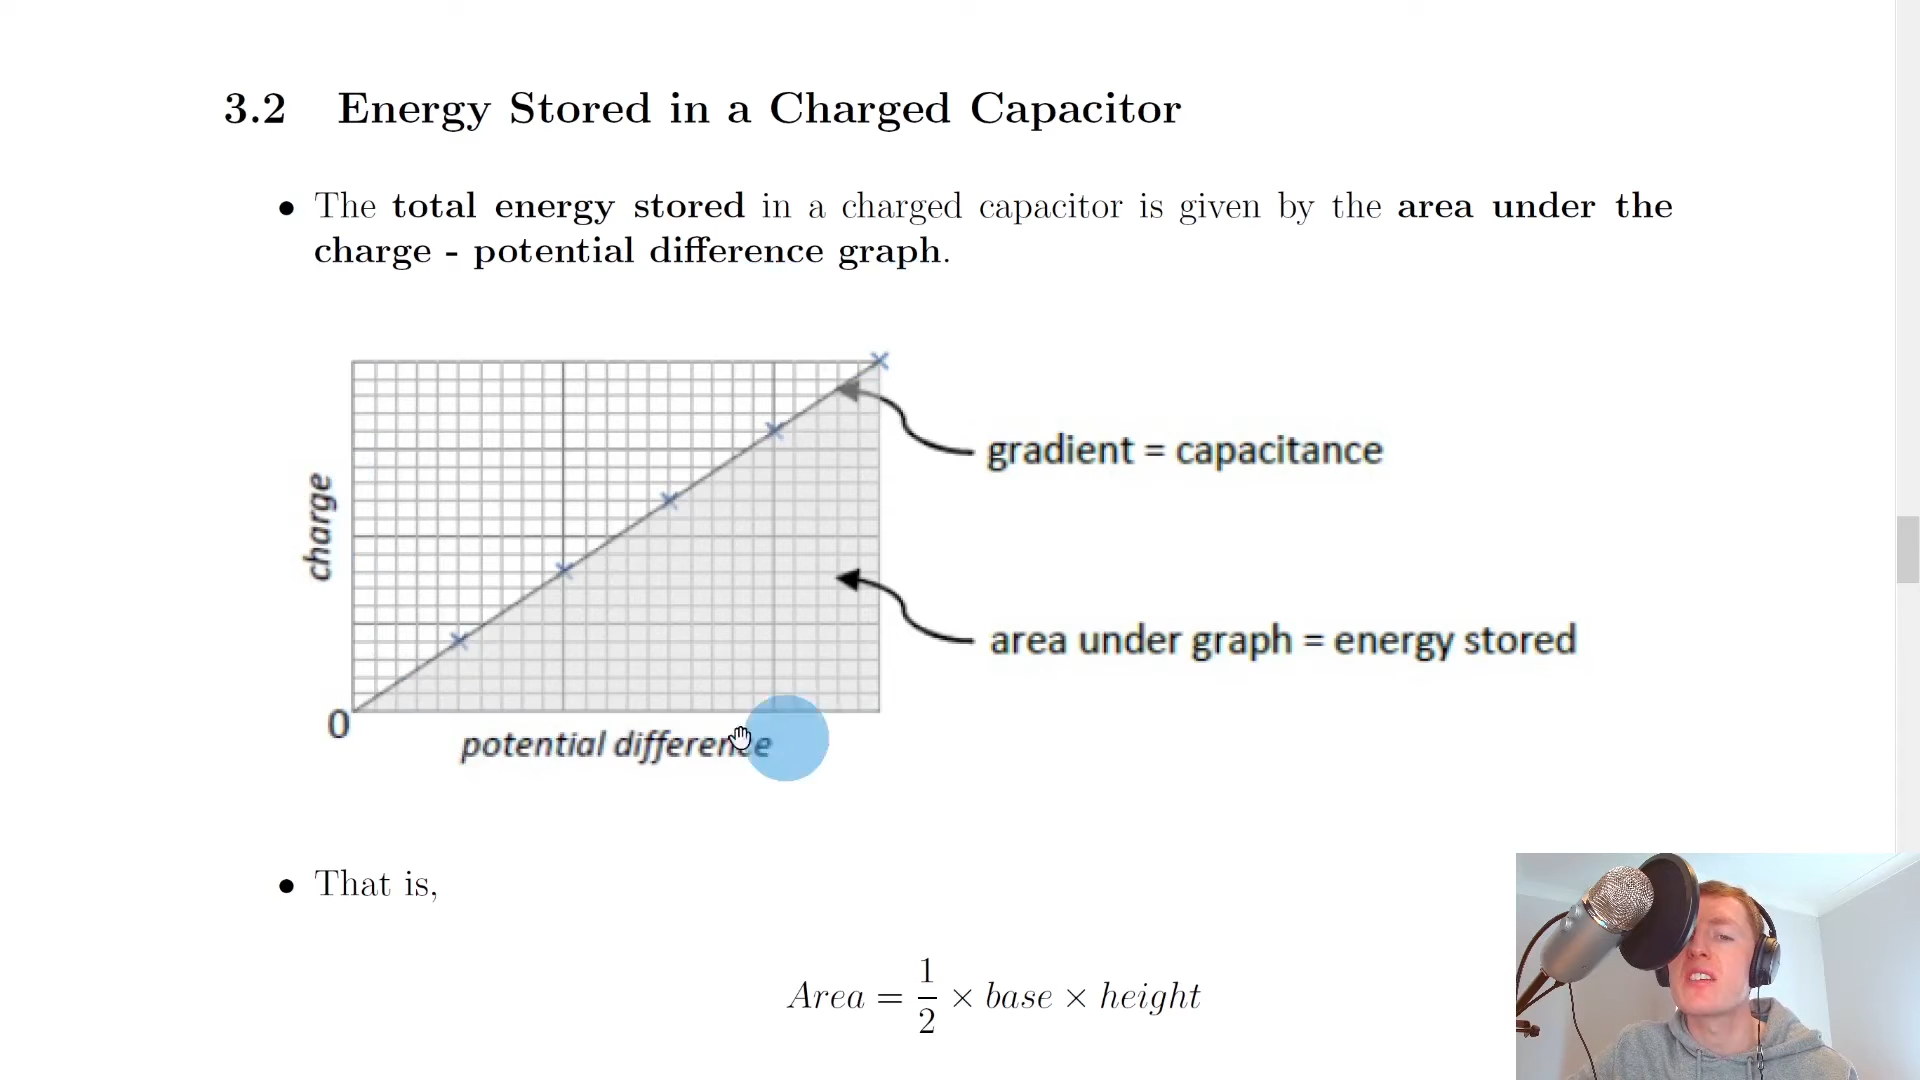 3.2 Energy Stored in a Charged Capacitor
• The total energy stored in a charged capacitor is given by the area under the
charge - potential difference graph.
gradient = capacitance
charge
area under graph = energy stored
0
potential difference
• That is,
Area = 1/2 × base × height